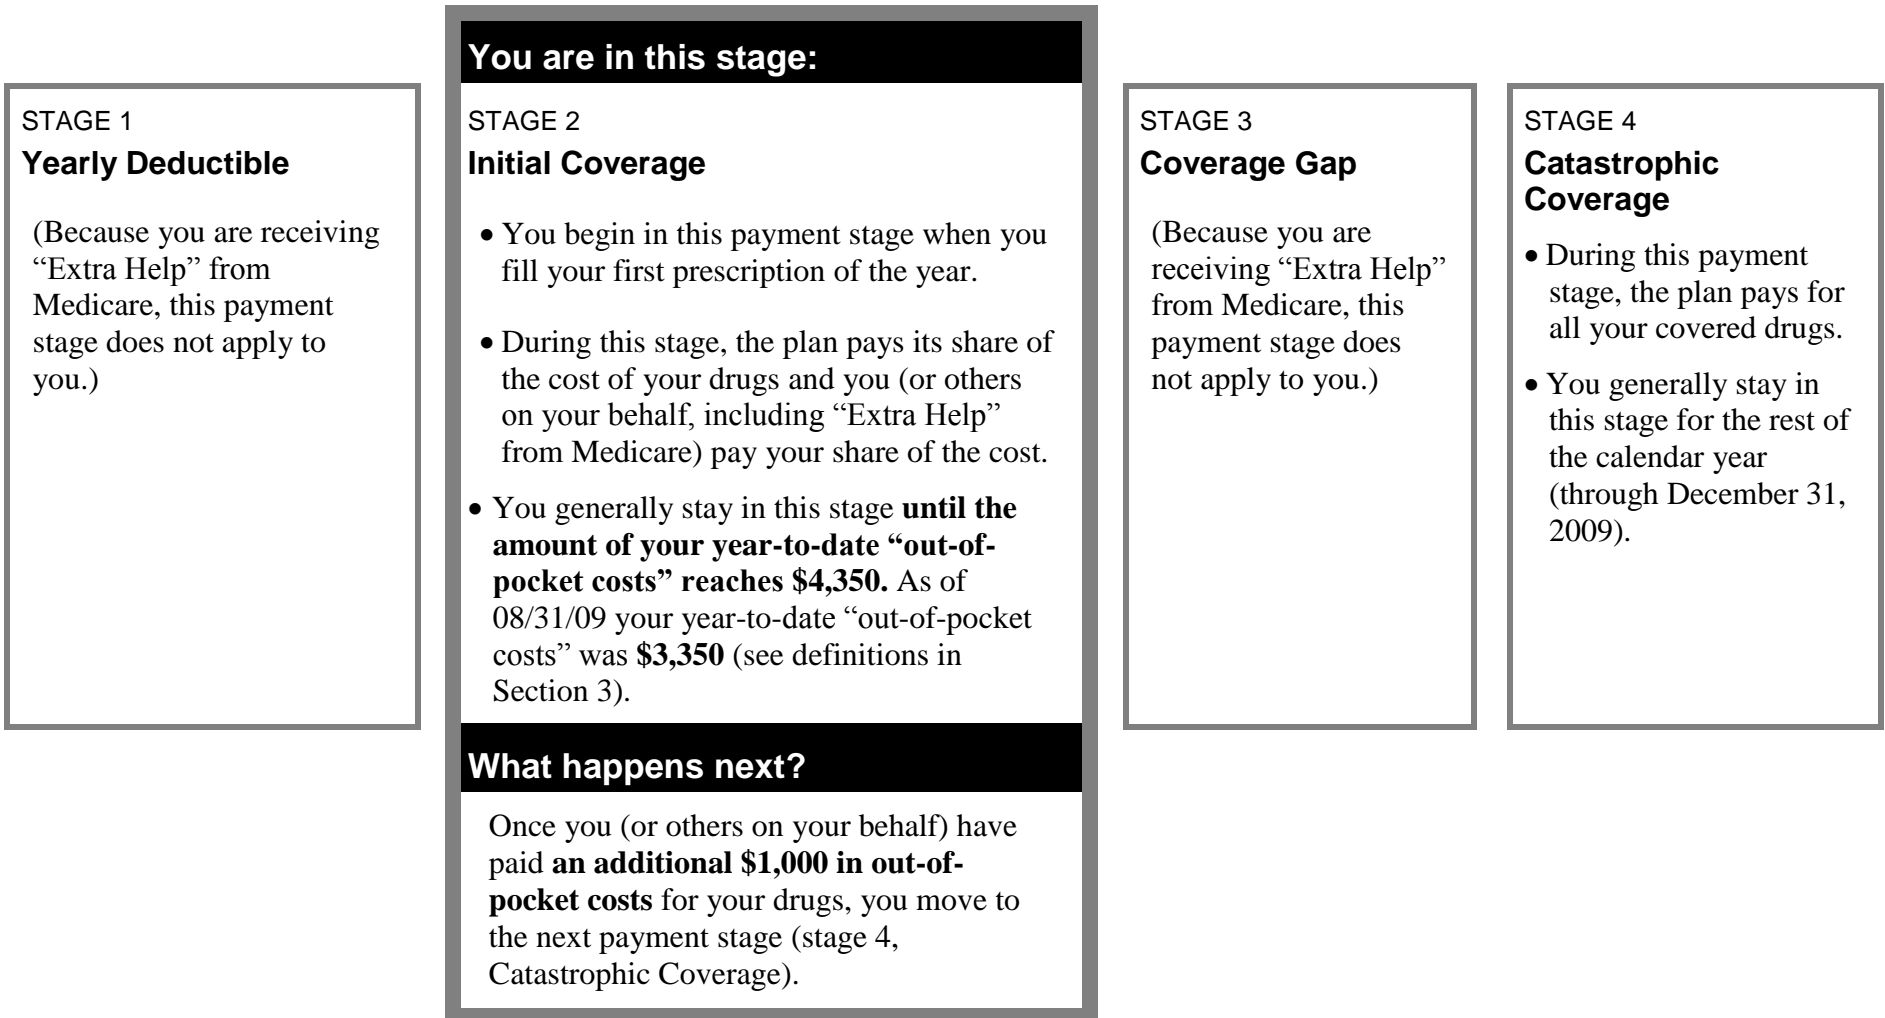 STAGE 1
Yearly Deductible
(Because you are receiving
“Extra Help” from
Medicare, this payment
stage does not apply to
you.)
You are in this stage:
STAGE 2
Initial Coverage
• You begin in this payment stage when you
fill your first prescription of the year.
• During this stage, the plan pays its share of
the cost of your drugs and you (or others
on your behalf, including “Extra Help”
from Medicare) pay your share of the cost.
• You generally stay in this stage until the
amount of your year-to-date “out-of-
pocket costs” reaches $4,350. As of
08/31/09 your year-to-date “out-of-pocket
costs” was $3,350 (see definitions in
Section 3).
What happens next?
Once you (or others on your behalf) have
paid an additional $1,000 in out-of-
pocket costs for your drugs, you move to
the next payment stage (stage 4,
Catastrophic Coverage).
STAGE 3
Coverage Gap
(Because you are
receiving “Extra Help”
from Medicare, this
payment stage does
not apply to you.)
STAGE 4
Catastrophic
Coverage
• During this payment
stage, the plan pays for
all your covered drugs.
• You generally stay in
this stage for the rest of
the calendar year
(through December 31,
2009).